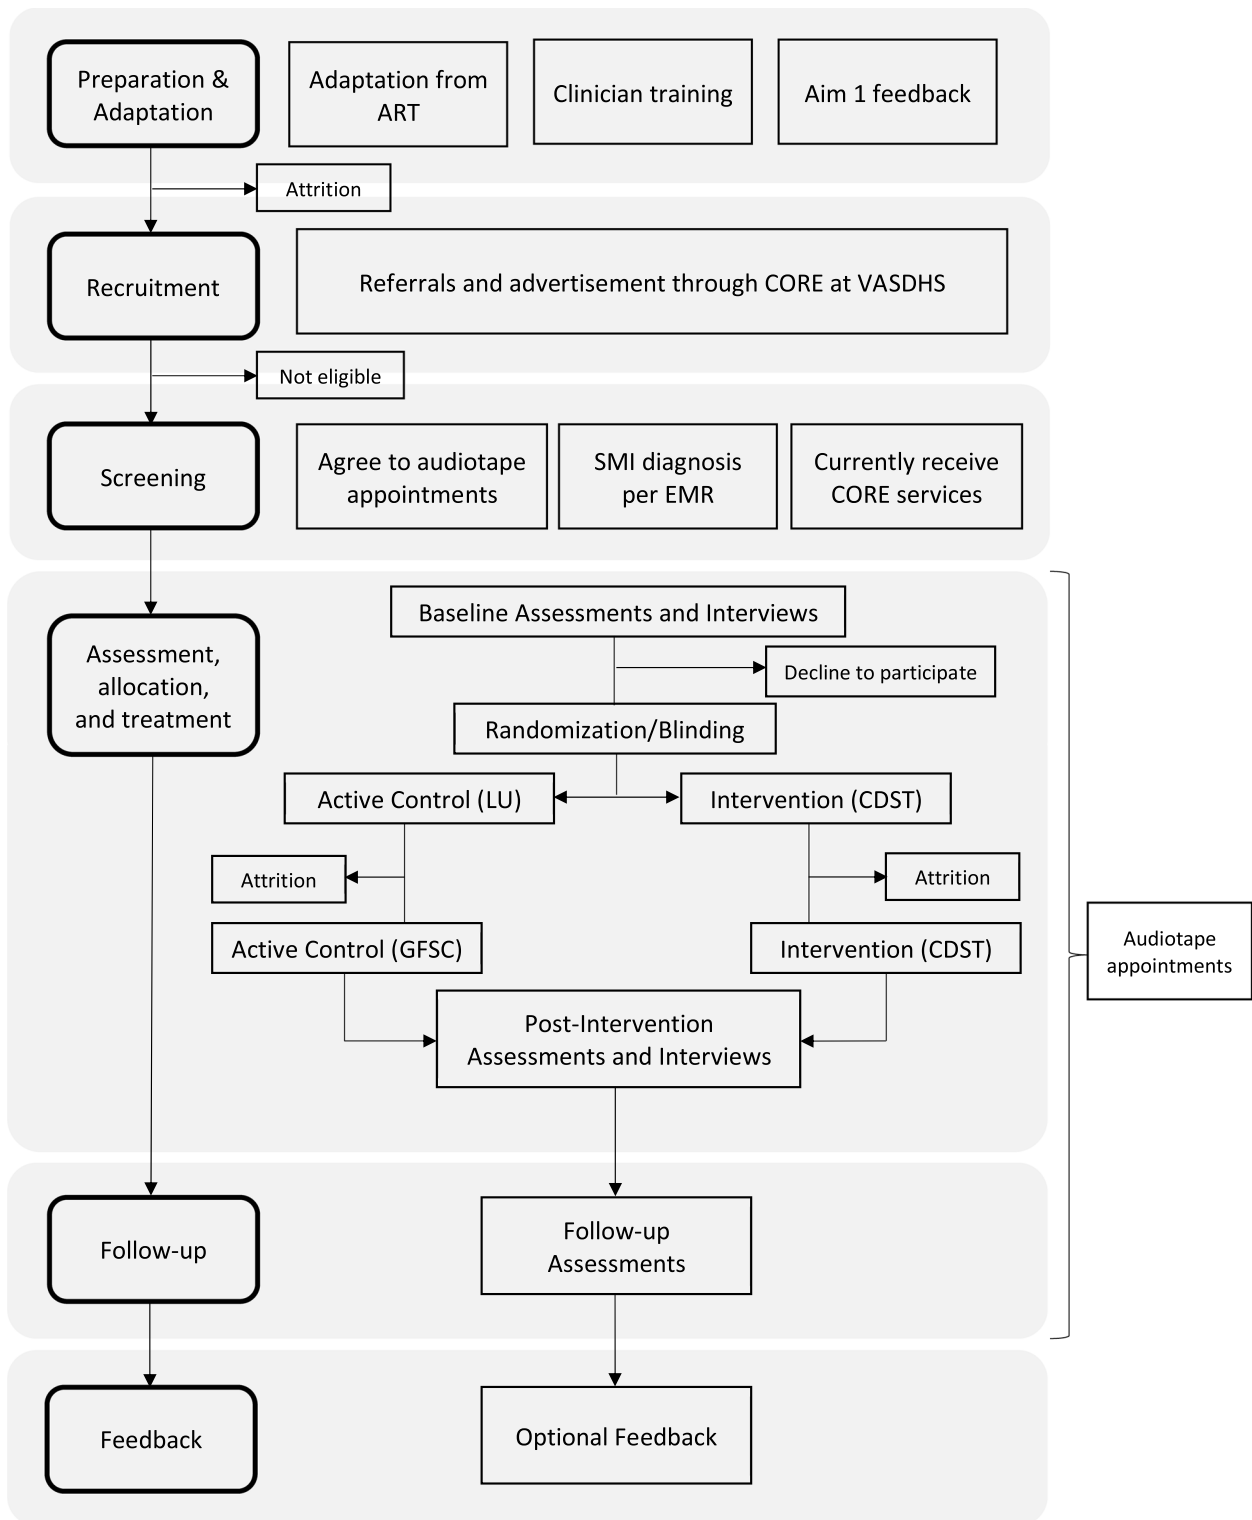 Preparation &
Adaptation
Adaptation from
ART
Clinician training
Aim 1 feedback
Attrition
Recruitment
Referrals and advertisement through CORE at VASDHS
Not eligible
Screening
Agree to audiotape
appointments
SMI diagnosis
per EMR
Currently receive
CORE services
Assessment,
allocation,
and treatment
Baseline Assessments and Interviews
Decline to participate
Randomization/Blinding
Active Control (LU)
Intervention (CDST)
Attrition
Attrition
Active Control (GFSC)
Intervention (CDST)
Post-Intervention
Assessments and Interviews
Audiotape
appointments
Follow-up
Follow-up
Assessments
Feedback
Optional Feedback